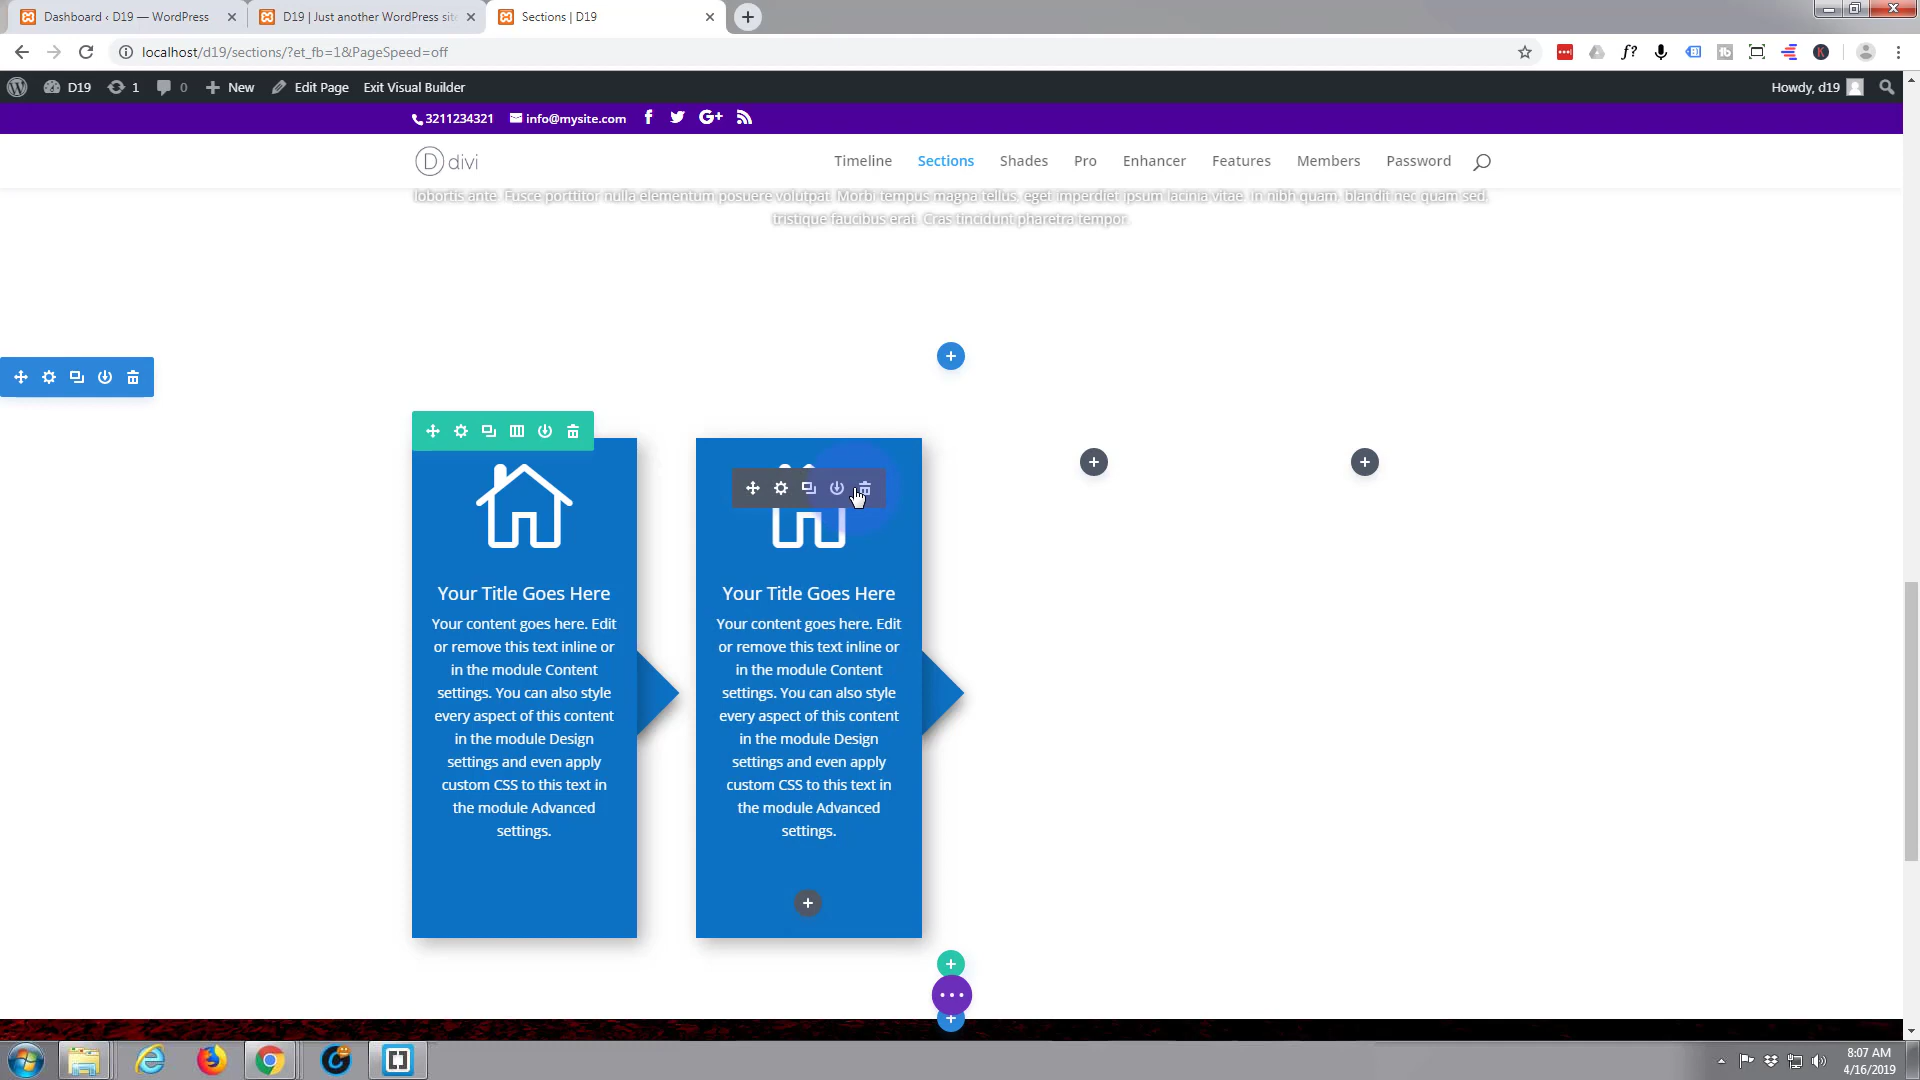 Dashboard ‹ D19 — WordPress
D19 | Just another WordPress site
Sections | D19
localhost/d19/sections/?et_fb=1&PageSpeed=off
D19
1
0
New
Edit Page
Exit Visual Builder
Howdy, d19
3211234321
info@mysite.com
D divi
Timeline
Sections
Shades
Pro
Enhancer
Features
Members
Password
lobortis ante. Fusce porttitor nulla elementum posuere volutpat. Morbi tempus magna tellus, eget imperdiet ipsum lacinia vitae. in nibh quam, blandit nec quam sed,
tristique faucibus erat. Cras tincidunt pharetra tempor.
Your Title Goes Here
Your content goes here. Edit
or remove this text inline or
in the module Content
settings. You can also style
every aspect of this content
in the module Design
settings and even apply
custom CSS to this text in
the module Advanced
settings.
Your Title Goes Here
Your content goes here. Edit
or remove this text inline or
in the module Content
settings. You can also style
every aspect of this content
in the module Design
settings and even apply
custom CSS to this text in
the module Advanced
settings.
8:07 AM
4/16/2019